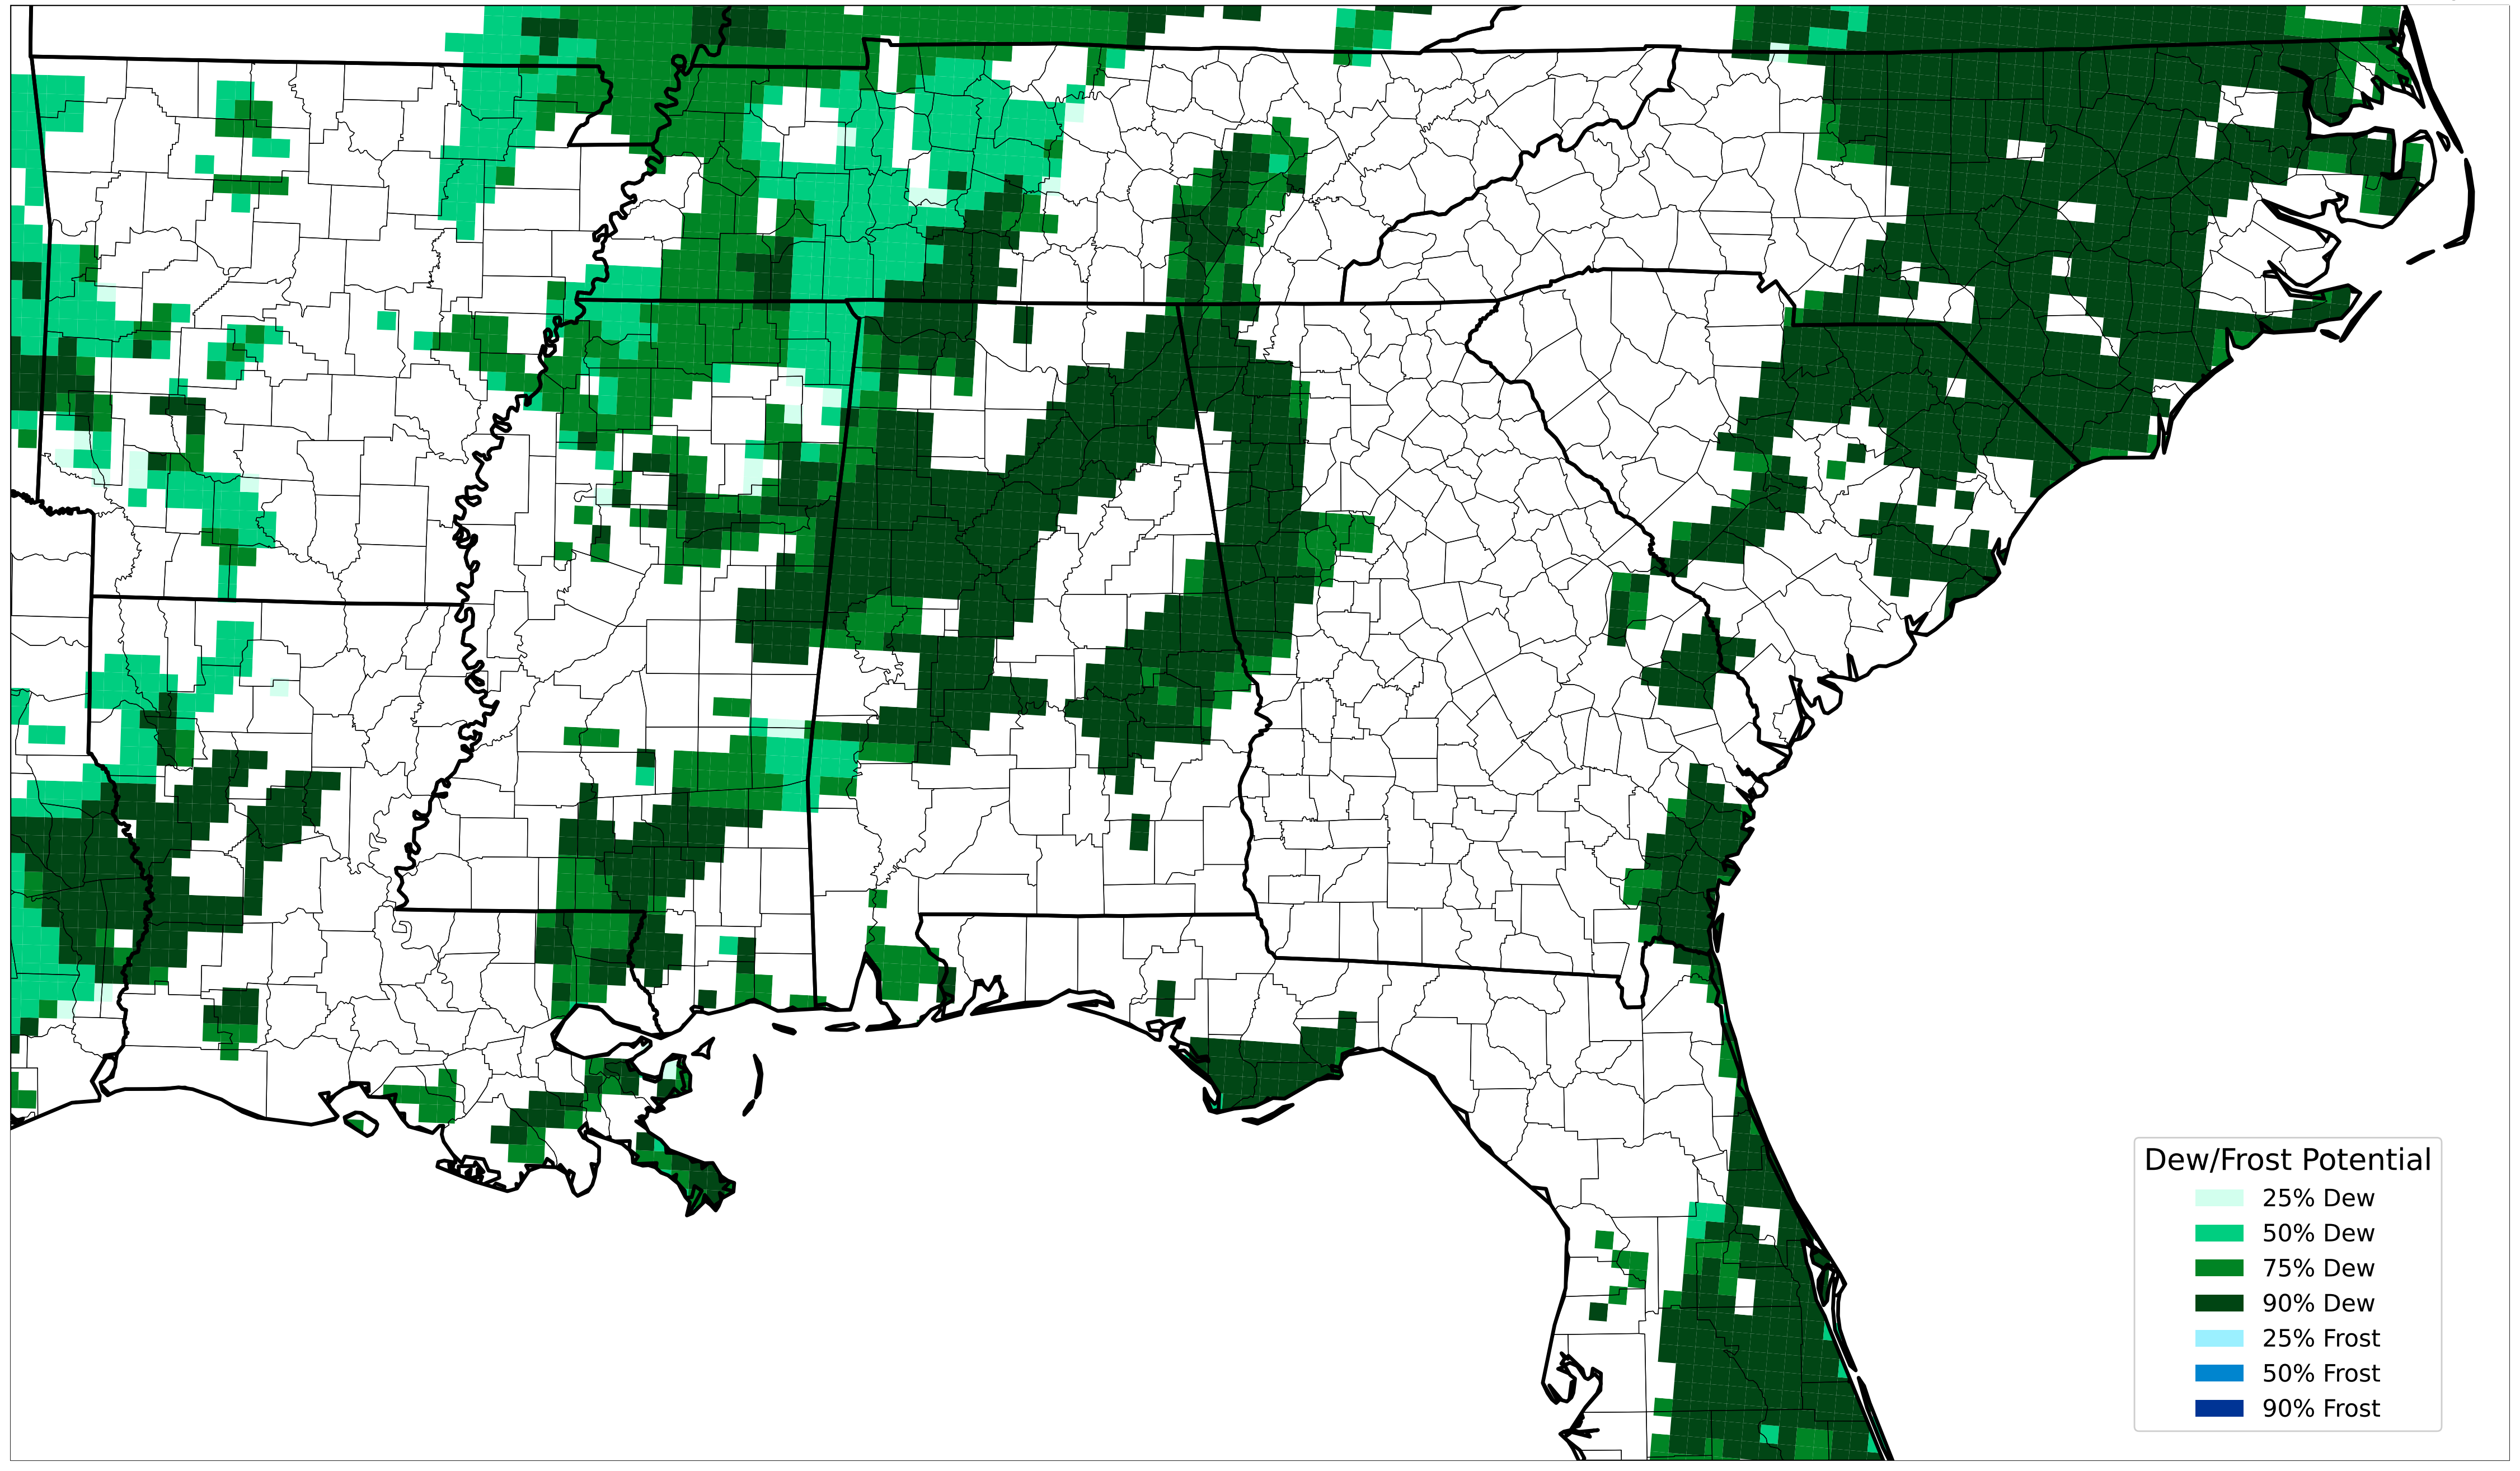 Dew/Frost Potential
25% Dew
50% Dew
75% Dew
90% Dew
25% Frost
50% Frost
90% Frost